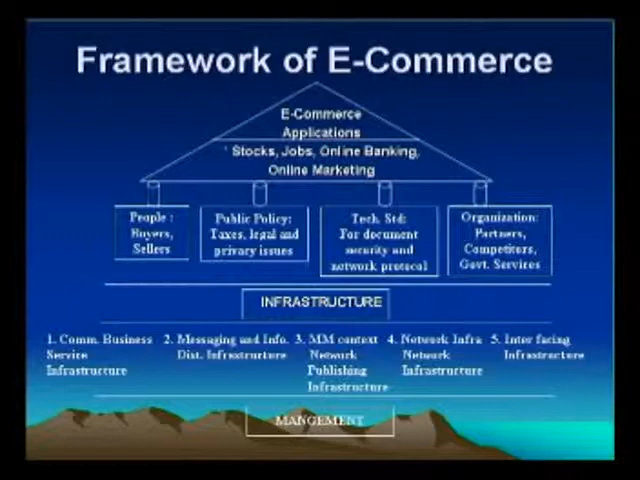 Framework of E-Commerce
E-Commerce
Applications
Stocks, Jobs, Online Banking,
Online Marketing
People :
Buyers,
Sellers
Public Policy:
Taxes, legal and
privacy issues
Tech. Std:
For document
security and
network protocol
Organization:
Partners,
Competitors,
Govt. Services
INFRASTRUCTURE
1. Comm. Business
Service
Infrastructure
2. Messaging and Info.
Dist. Infrastructure
3. MM context
Network
Publishing
Infrastructure
4. Network Infra
Network
Infrastructure
5. Inter facing
Infrastructure
MANGEMENT